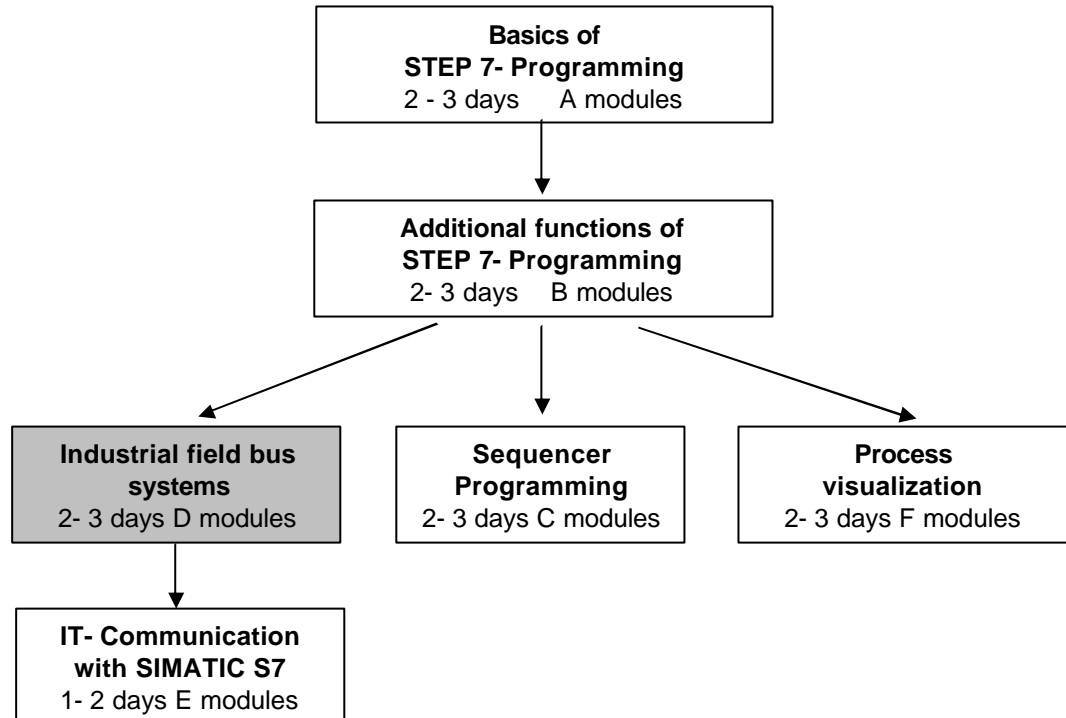 Basics of
STEP 7- Programming
2 - 3 days A modules
Additional functions of
STEP 7- Programming
2- 3 days B modules
Industrial field bus
systems
2- 3 days D modules
Sequencer
Programming
2- 3 days C modules
Process
visualization
2- 3 days F modules
IT- Communication
with SIMATIC S7
1- 2 days E modules